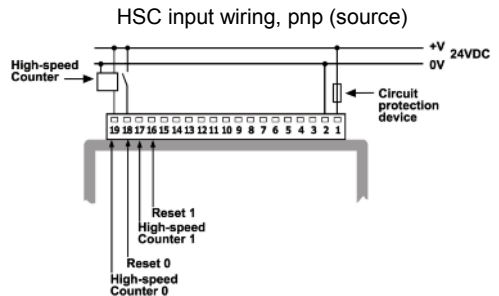 HSC input wiring, pnp (source)
+V
24VDC
0V
High-speed
Counter
Circuit
protection
device
19 18 17 16 15 14 13 12 11 10 9 8 7 6 5 4 3 2 1
Reset 1
High-speed
Counter 1
Reset 0
High-speed
Counter 0